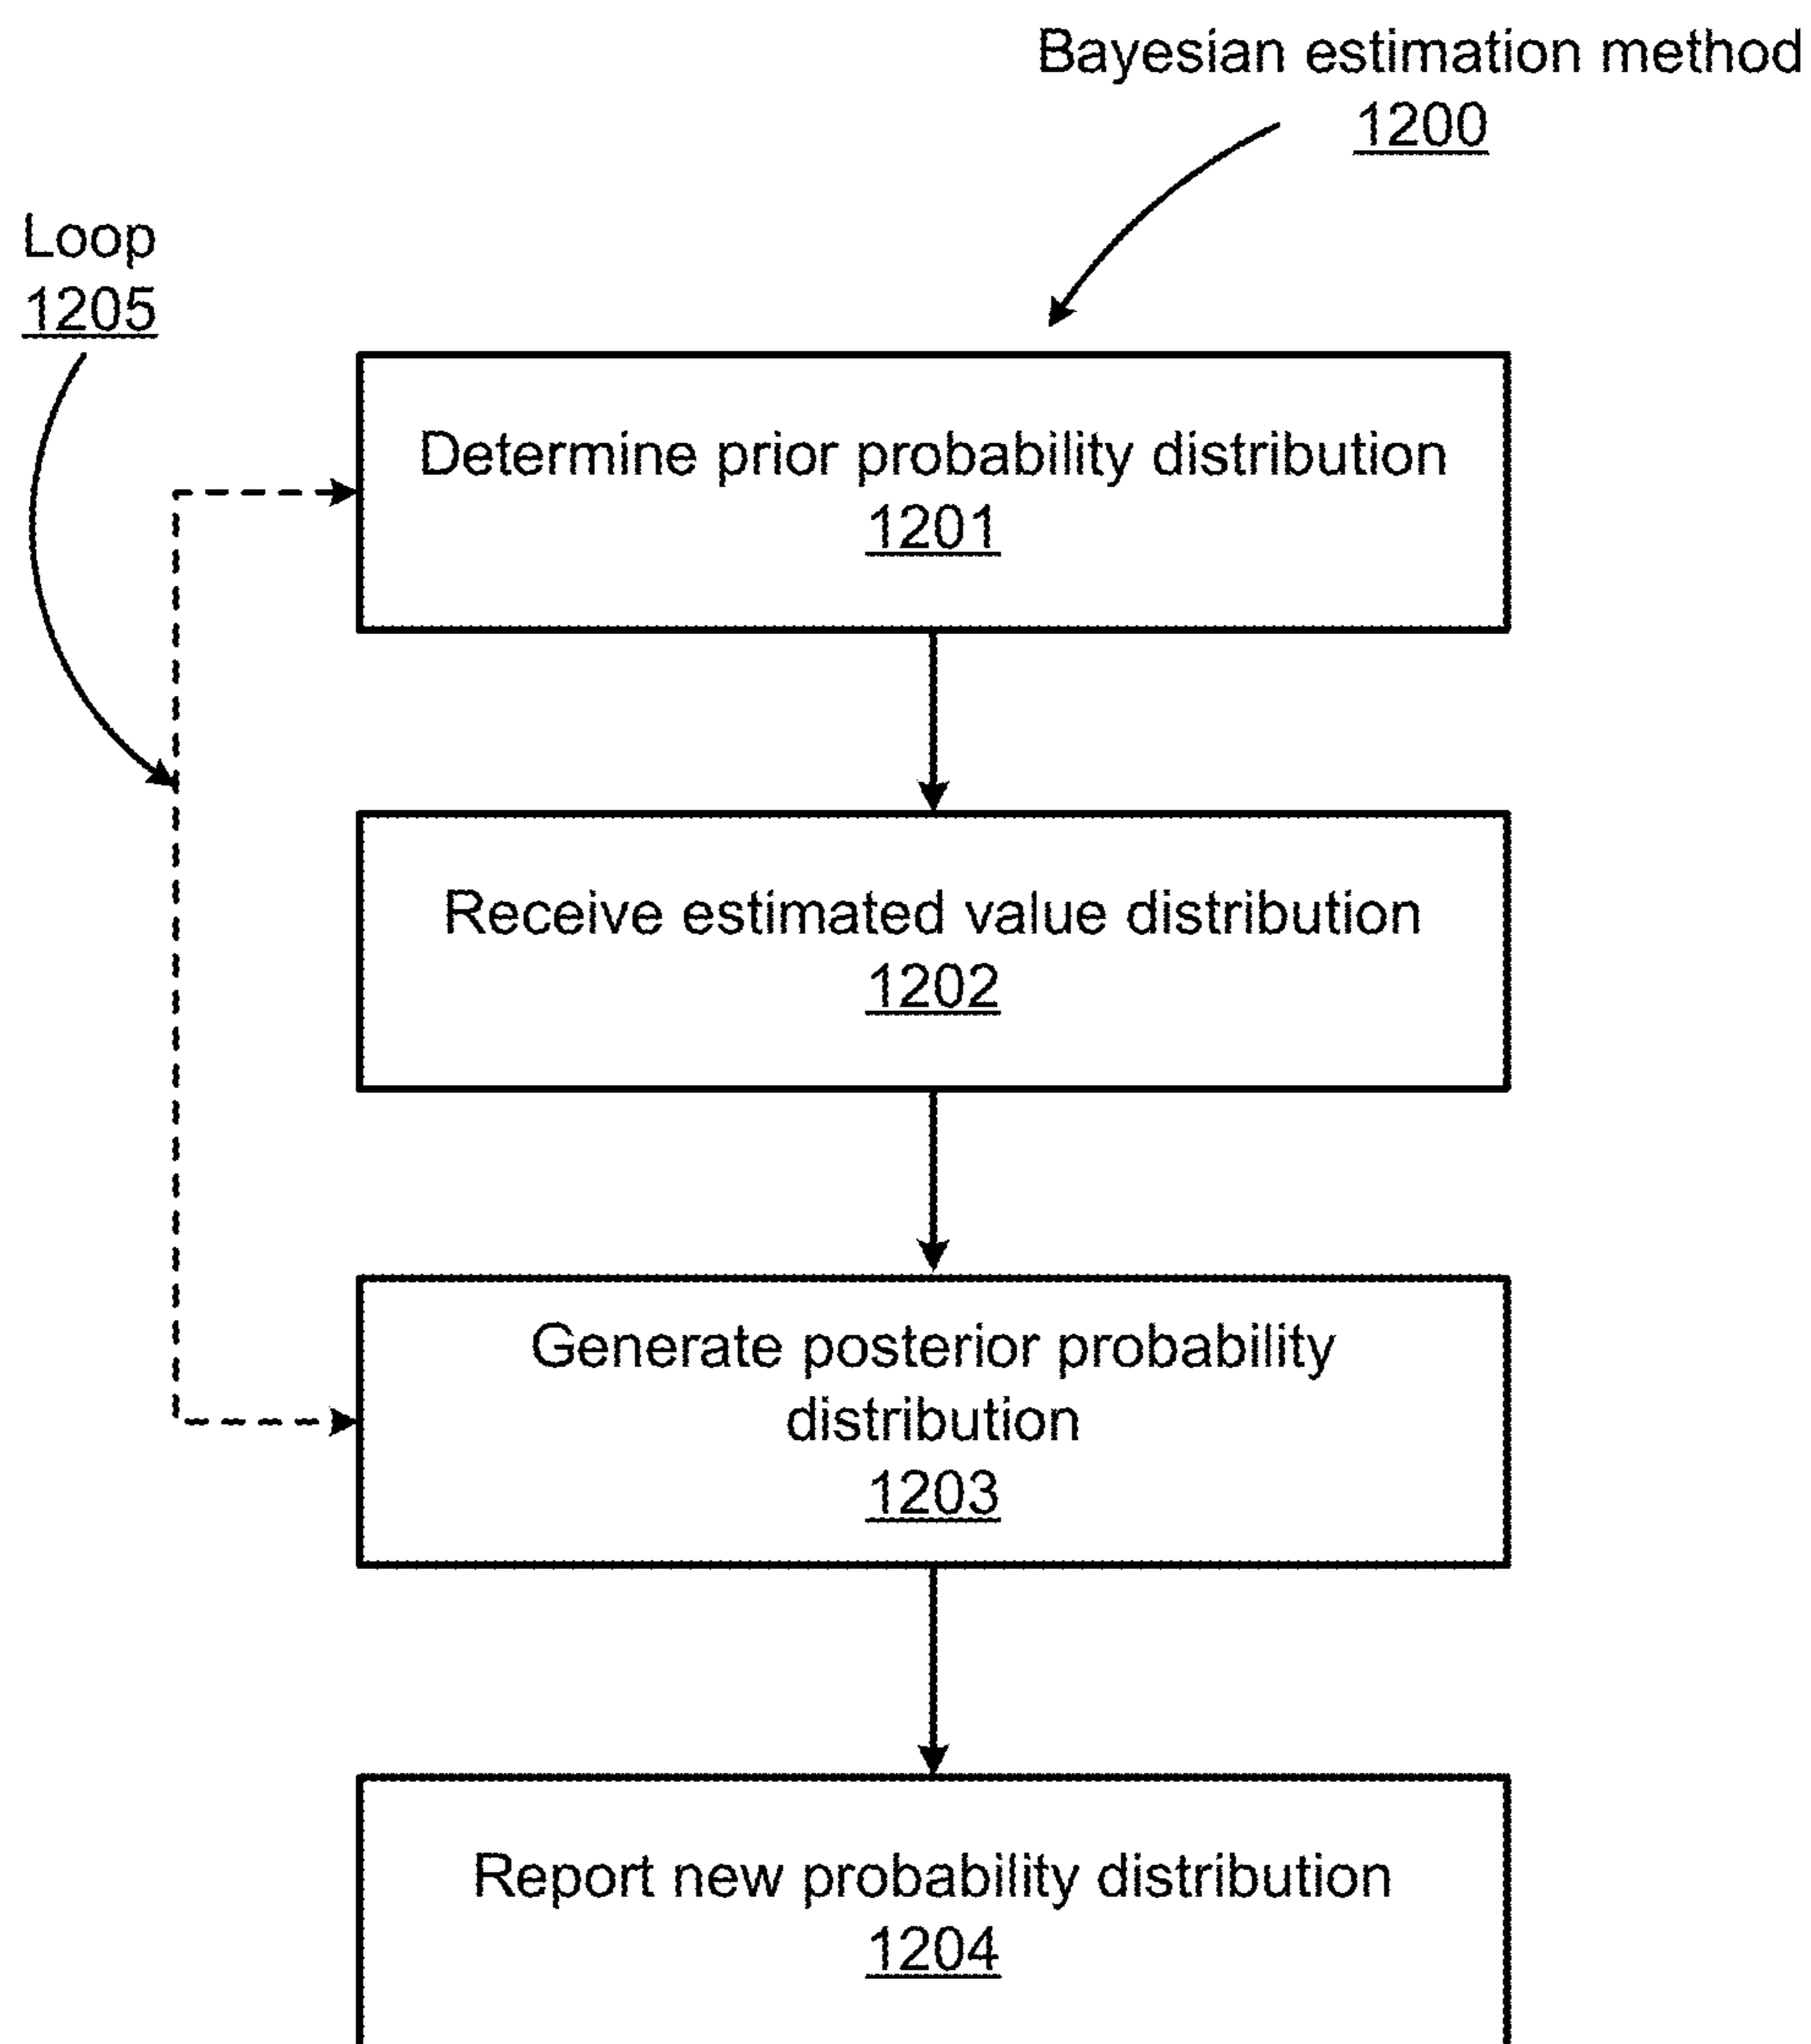 Bayesian estimation method
1200
Loop
1205
Determine prior probability distribution
1201
Receive estimated value distribution
1202
Generate posterior probability
distribution
1203
Report new probability distribution
1204